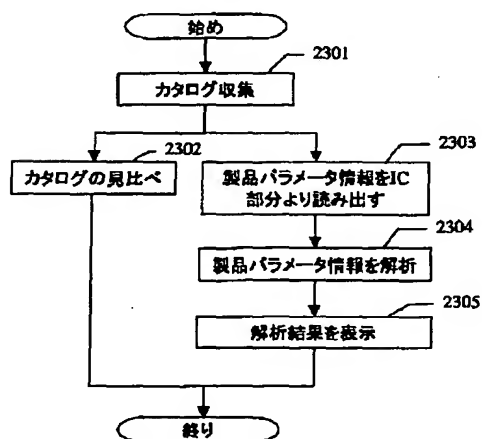 始め
2301
カタログ収集
2302
カタログの見比べ
2303
製品パラメータ情報をIC
部分より読み出す
2304
製品パラメータ情報を解析
2305
解析結果を表示
終り